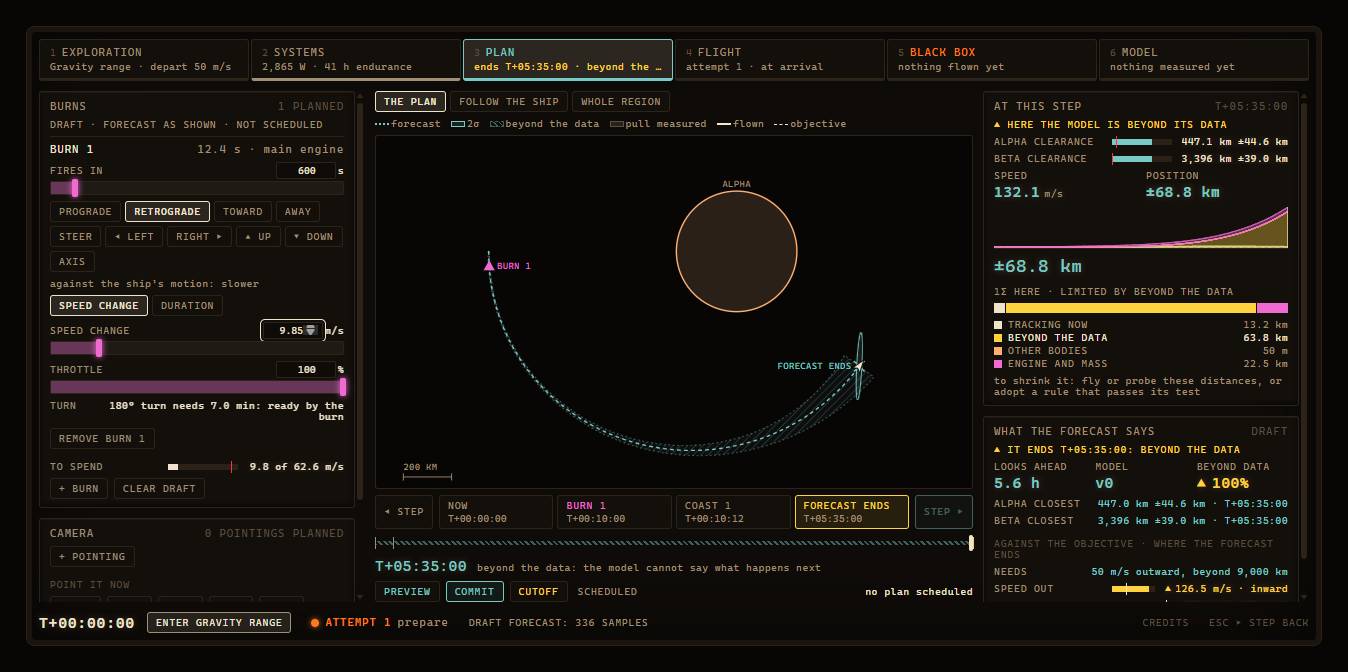 1 EXPLORATION
Gravity range · depart 50 m/s
2 SYSTEMS
2,865 W · 41 h endurance
3 PLAN
ends T+05:35:00 · beyond the …
4 FLIGHT
attempt 1 · at arrival
5 BLACK BOX
nothing flown yet
6 MODEL
nothing measured yet
BURNS 1 PLANNED
DRAFT · FORECAST AS SHOWN · NOT SCHEDULED
BURN 1 12.4 s · main engine
FIRES IN 600 s
PROGRADE RETROGRADE TOWARD AWAY
STEER ◂ LEFT RIGHT ▸ ▴ UP ▾ DOWN
AXIS
against the ship's motion: slower
SPEED CHANGE DURATION
SPEED CHANGE 9.85 m/s
THROTTLE 100 %
TURN 180° turn needs 7.0 min: ready by the
burn
REMOVE BURN 1
TO SPEND 9.8 of 62.6 m/s
+ BURN CLEAR DRAFT
CAMERA 0 POINTINGS PLANNED
+ POINTING
POINT IT NOW
THE PLAN FOLLOW THE SHIP WHOLE REGION
forecast 2σ beyond the data pull measured flown objective
ALPHA
BURN 1
FORECAST ENDS
200 KM
◂ STEP
NOW
T+00:00:00
BURN 1
T+00:10:00
COAST 1
T+00:10:12
FORECAST ENDS
T+05:35:00
STEP ▸
T+05:35:00 beyond the data: the model cannot say what happens next
PREVIEW COMMIT CUTOFF SCHEDULED no plan scheduled
AT THIS STEP T+05:35:00
▲ HERE THE MODEL IS BEYOND ITS DATA
ALPHA CLEARANCE 447.1 km ±44.6 km
BETA CLEARANCE 3,396 km ±39.0 km
SPEED POSITION
132.1 m/s ±68.8 km
±68.8 km
1Σ HERE · LIMITED BY BEYOND THE DATA
TRACKING NOW 13.2 km
BEYOND THE DATA 63.8 km
OTHER BODIES 50 m
ENGINE AND MASS 22.5 km
to shrink it: fly or probe these distances, or
adopt a rule that passes its test
WHAT THE FORECAST SAYS DRAFT
▲ IT ENDS T+05:35:00: BEYOND THE DATA
LOOKS AHEAD MODEL BEYOND DATA
5.6 h v0 ▲ 100%
ALPHA CLOSEST 447.0 km ±44.6 km · T+05:35:00
BETA CLOSEST 3,396 km ±39.0 km · T+05:35:00
AGAINST THE OBJECTIVE · WHERE THE FORECAST
ENDS
NEEDS 50 m/s outward, beyond 9,000 km
SPEED OUT ▲ 126.5 m/s · inward
T+00:00:00 ENTER GRAVITY RANGE ATTEMPT 1 prepare DRAFT FORECAST: 336 SAMPLES CREDITS ESC ▸ STEP BACK